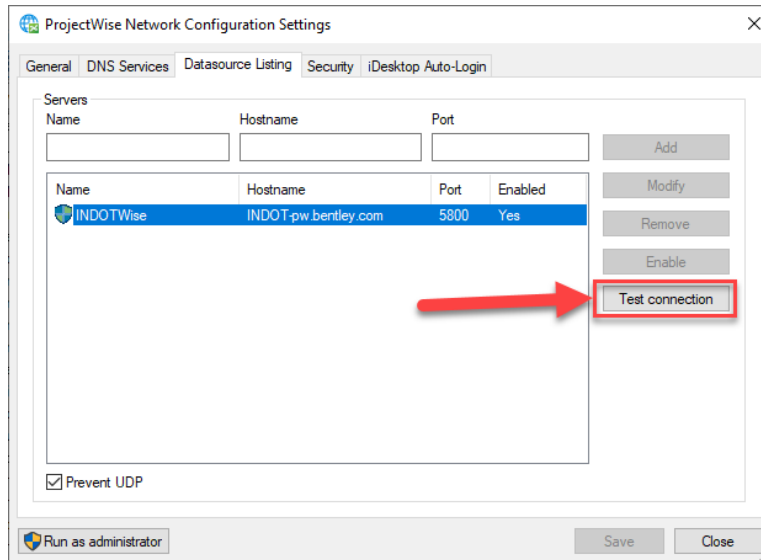 ProjectWise Network Configuration Settings
General DNS Services Datasource Listing Security iDesktop Auto-Login
Servers
Name Hostname Port
Add
Name Hostname Port Enabled
Modify
INDOTWise INDOT-pw.bentley.com 5800 Yes
Remove
Enable
Test connection
Prevent UDP
Run as administrator Save Close